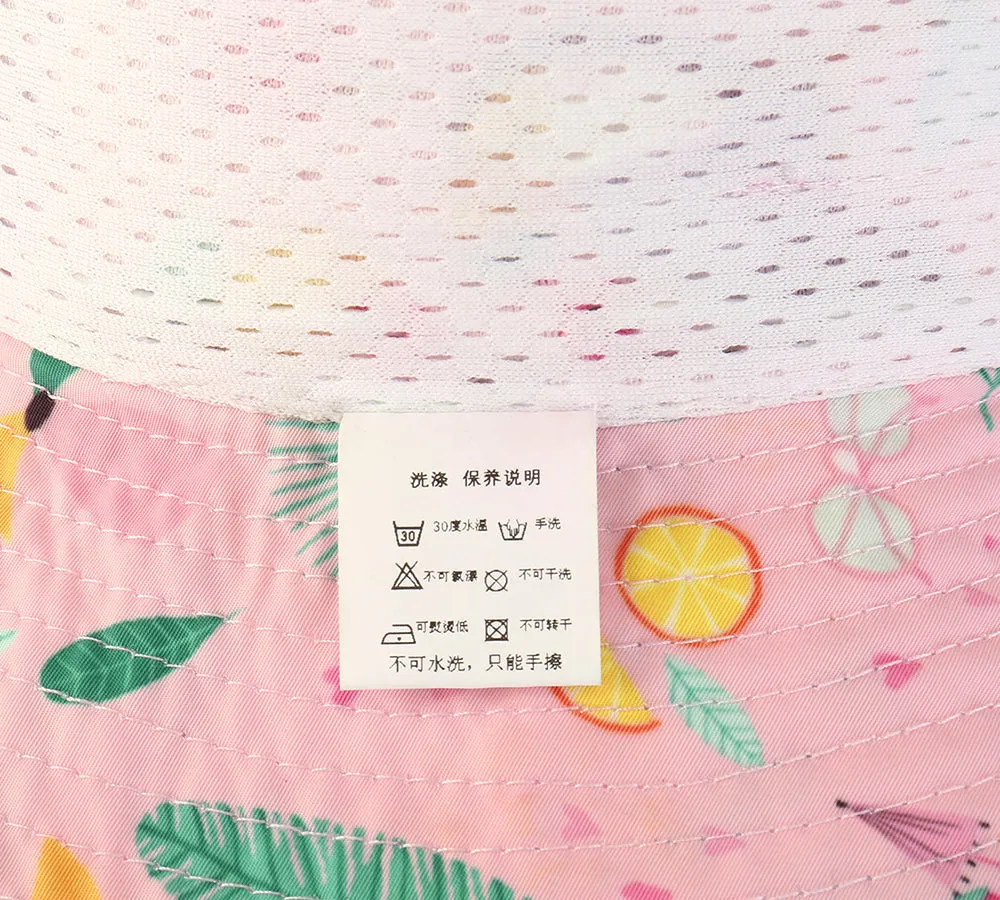 洗涤 保养说明
30 30度水温 手洗
不可氯漂 不可干洗
可熨烫低 不可转干
不可水洗，只能手擦